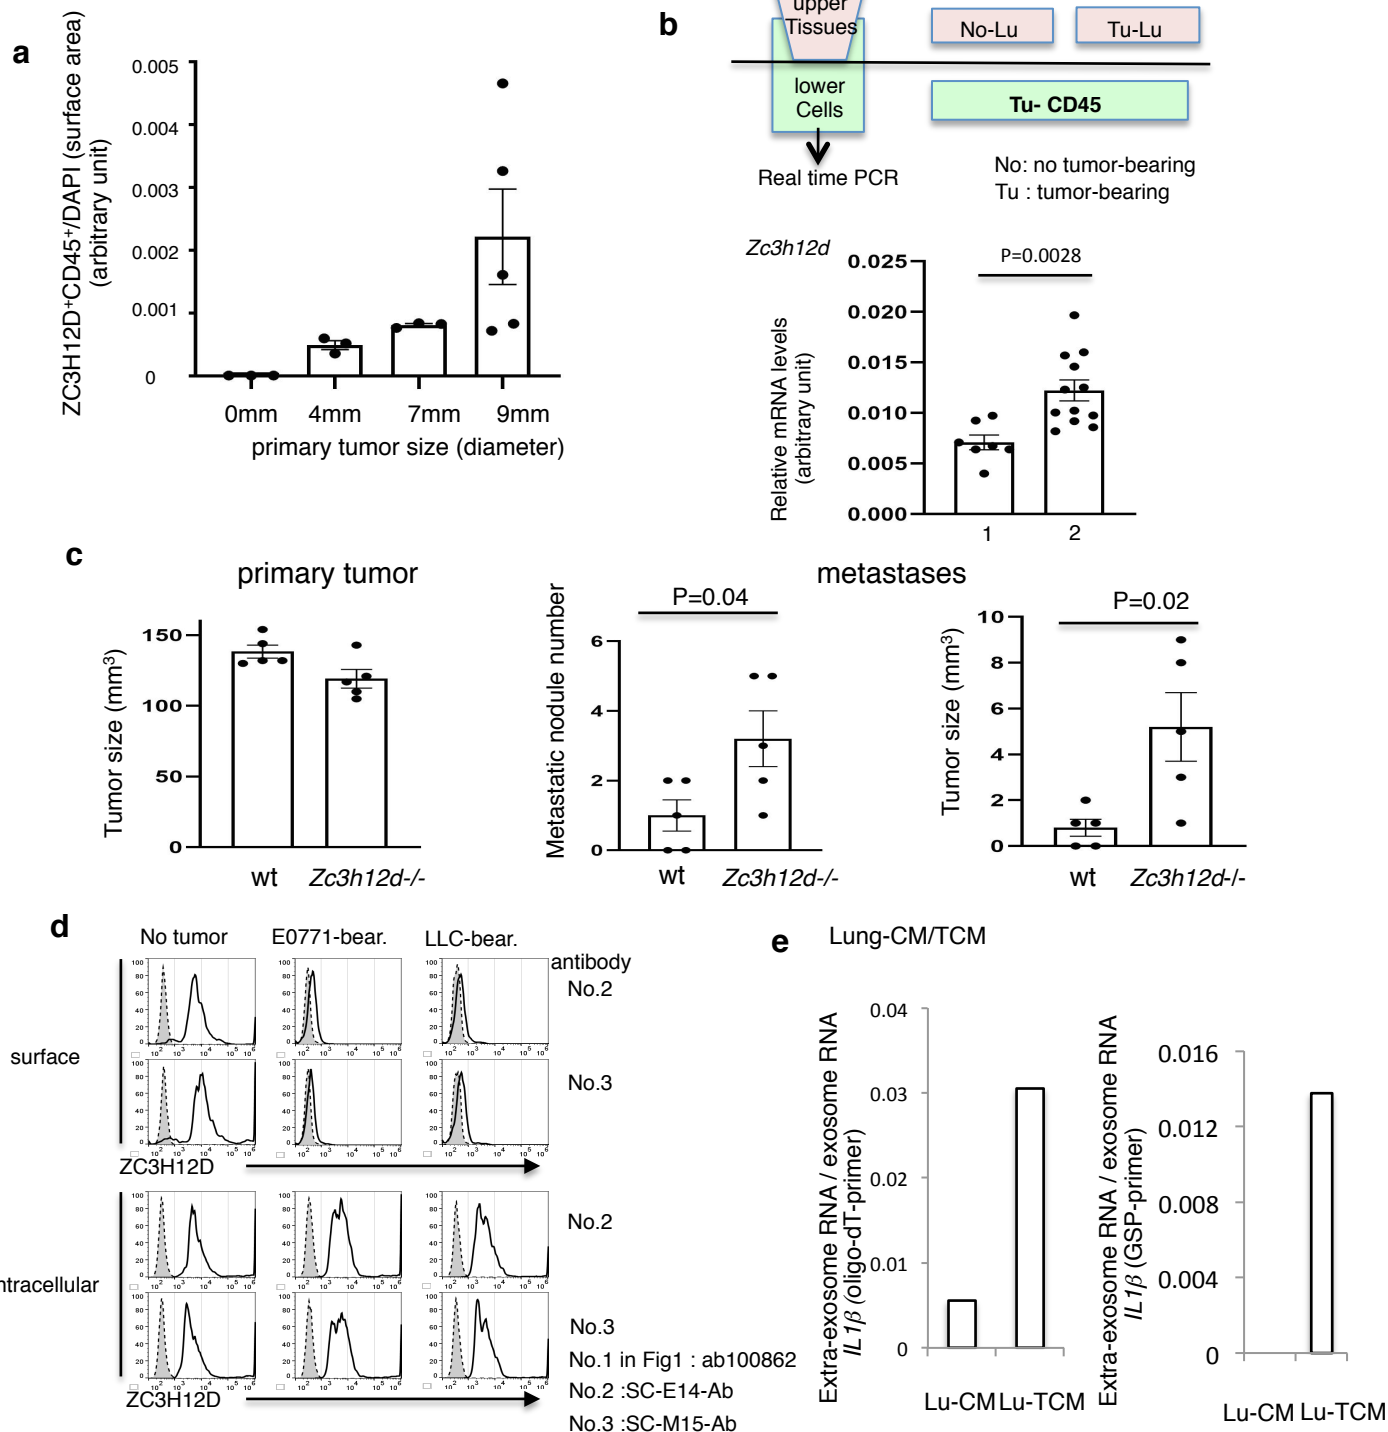 a
ZC3H12D+CD45+/DAPI (surface area)
(arbitrary unit)
0.005
0.004
0.003
0.002
0.001
0
0mm 4mm 7mm 9mm
primary tumor size (diameter)
b
upper
Tissues
lower
Cells
Real time PCR
No-Lu Tu-Lu
Tu- CD45
No: no tumor-bearing
Tu : tumor-bearing
Zc3h12d
P=0.0028
Relative mRNA levels
(arbitrary unit)
0.025
0.020
0.015
0.010
0.005
0.000
1 2
c
primary tumor
metastases
Tumor size (mm3)
150
100
50
0
wt Zc3h12d-/-
P=0.04
Metastatic nodule number
6
4
2
0
wt Zc3h12d-/-
P=0.02
Tumor size (mm3)
10
8
6
4
2
0
wt Zc3h12d-/-
d
No tumor E0771-bear. LLC-bear.
antibody
No.2
surface
No.3
ZC3H12D
No.2
ntracellular
No.3
ZC3H12D
No.1 in Fig1 : ab100862
No.2 :SC-E14-Ab
No.3 :SC-M15-Ab
e
Lung-CM/TCM
Extra-exosome RNA / exosome RNA
IL1β (oligo-dT-primer)
0.04
0.03
0.02
0.01
0
Lu-CM Lu-TCM
Extra-exosome RNA / exosome RNA
IL1β (GSP-primer)
0.016
0.012
0.008
0.004
0
Lu-CM Lu-TCM